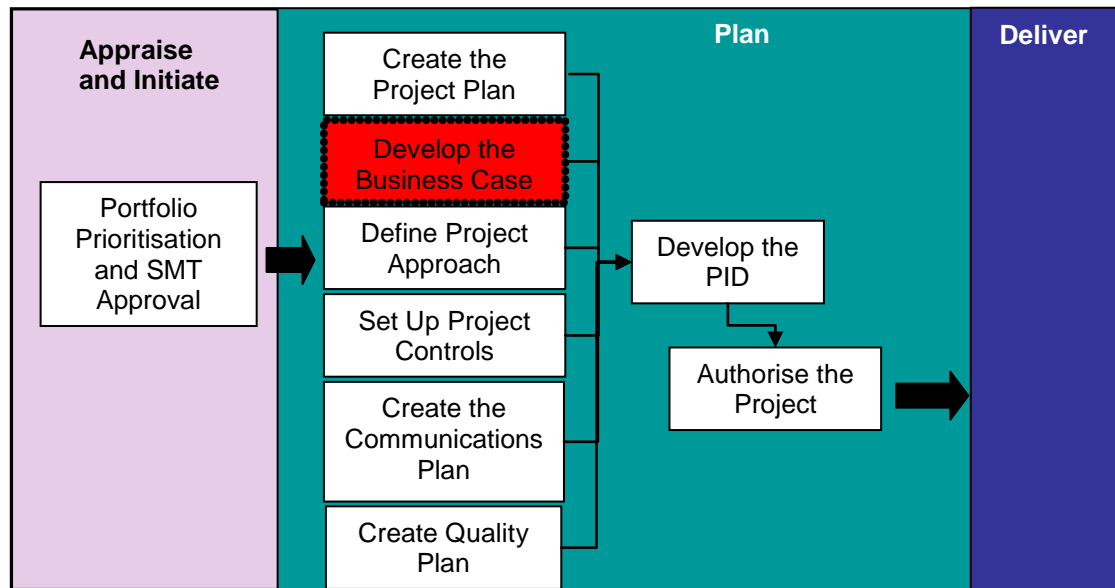 Appraise
and Initiate
Portfolio
Prioritisation
and SMT
Approval
Plan
Create the
Project Plan
Develop the
Business Case
Define Project
Approach
Set Up Project
Controls
Create the
Communications
Plan
Create Quality
Plan
Develop the
PID
Authorise the
Project
Deliver